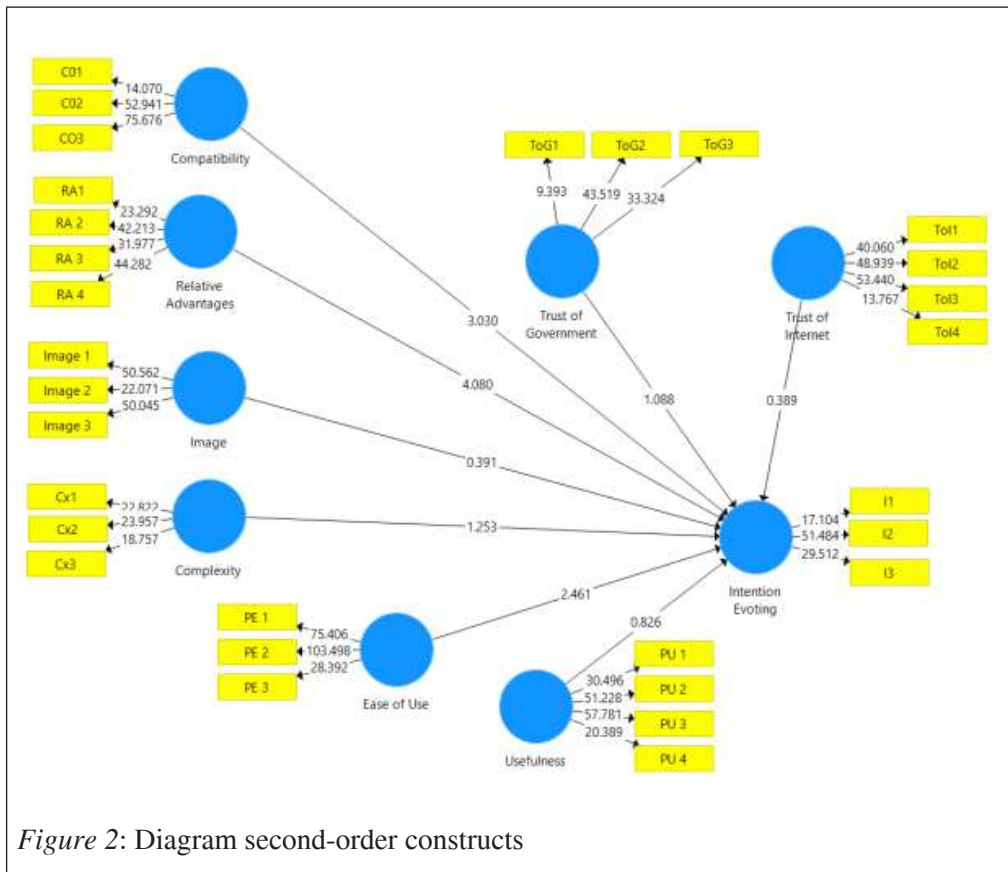 C01
C02
CO3
14.070
52.941
75.676
Compatibility
RA1
RA 2
RA 3
RA 4
23.292
42.213
31.977
44.282
Relative
Advantages
Image 1
Image 2
Image 3
50.562
22.071
50.045
Image
Cx1
Cx2
Cx3
22.822
23.957
18.757
Complexity
PE 1
PE 2
PE 3
75.406
103.498
28.392
Ease of Use
ToG1
ToG2
ToG3
9.393
43.519
33.324
Trust of
Government
ToI1
ToI2
ToI3
ToI4
40.060
48.939
53.440
13.767
Trust of
Internet
3.030
4.080
0.391
1.253
2.461
0.826
1.088
0.389
I1
I2
I3
17.104
51.484
29.512
Intention
Evoting
PU 1
PU 2
PU 3
PU 4
30.496
51.228
57.781
20.389
Usefulness
Figure 2: Diagram second-order constructs